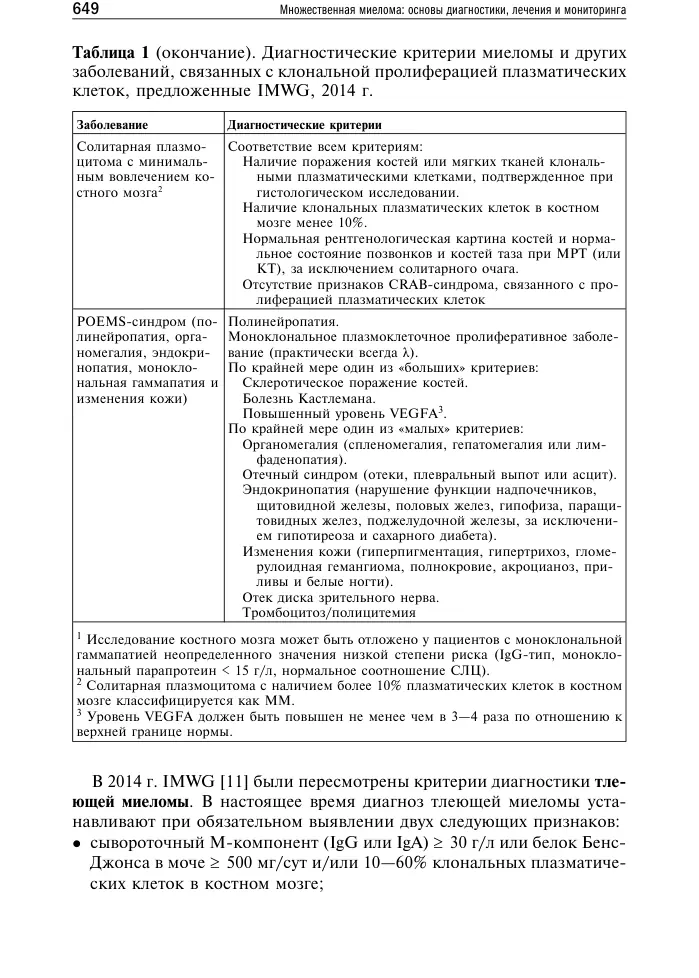 649
Множественная миелома: основы диагностики, лечения и мониторинга
Таблица 1 (окончание). Диагностические критерии миеломы и других
заболеваний, связанных с клональной пролиферацией плазматических
клеток, предложенные IMWG, 2014 г.
Заболевание
Диагностические критерии
Солитарная плазмо-
цитома с минималь-
ным вовлечением ко-
стного мозга2
Соответствие всем критериям:
Наличие поражения костей или мягких тканей клональ-
ными плазматическими клетками, подтвержденное при
гистологическом исследовании.
Наличие клональных плазматических клеток в костном
мозге менее 10%.
Нормальная рентгенологическая картина костей и норма-
льное состояние позвонков и костей таза при МРТ (или
КТ), за исключением солитарного очага.
Отсутствие признаков CRAB-синдрома, связанного с про-
лиферацией плазматических клеток
POEMS-синдром (по-
линейропатия, орга-
номегалия, эндокри-
нопатия, монокло-
нальная гаммапатия и
изменения кожи)
Полинейропатия.
Моноклональное плазмоклеточное пролиферативное заболе-
вание (практически всегда λ).
По крайней мере один из «больших» критериев:
Склеротическое поражение костей.
Болезнь Кастлемана.
Повышенный уровень VEGFA3.
По крайней мере один из «малых» критериев:
Органомегалия (спленомегалия, гепатомегалия или лим-
фаденопатия).
Отечный синдром (отеки, плевральный выпот или асцит).
Эндокринопатия (нарушение функции надпочечников,
щитовидной железы, половых желез, гипофиза, паращи-
товидных желез, поджелудочной железы, за исключени-
ем гипотиреоза и сахарного диабета).
Изменения кожи (гиперпигментация, гипертрихоз, гломе-
рулоидная гемангиома, полнокровие, акроцианоз, при-
ливы и белые ногти).
Отек диска зрительного нерва.
Тромбоцитоз/полицитемия
1 Исследование костного мозга может быть отложено у пациентов с моноклональной
гаммапатией неопределенного значения низкой степени риска (IgG-тип, монокло-
нальный парапротеин < 15 г/л, нормальное соотношение СЛЦ).
2 Солитарная плазмоцитома с наличием более 10% плазматических клеток в костном
мозге классифицируется как ММ.
3 Уровень VEGFA должен быть повышен не менее чем в 3—4 раза по отношению к
верхней границе нормы.
В 2014 г. IMWG [11] были пересмотрены критерии диагностики тле-
ющей миеломы. В настоящее время диагноз тлеющей миеломы уста-
навливают при обязательном выявлении двух следующих признаков:
• сывороточный М-компонент (IgG или IgA) ≥ 30 г/л или белок Бенс-
Джонса в моче ≥ 500 мг/сут и/или 10—60% клональных плазматиче-
ских клеток в костном мозге;